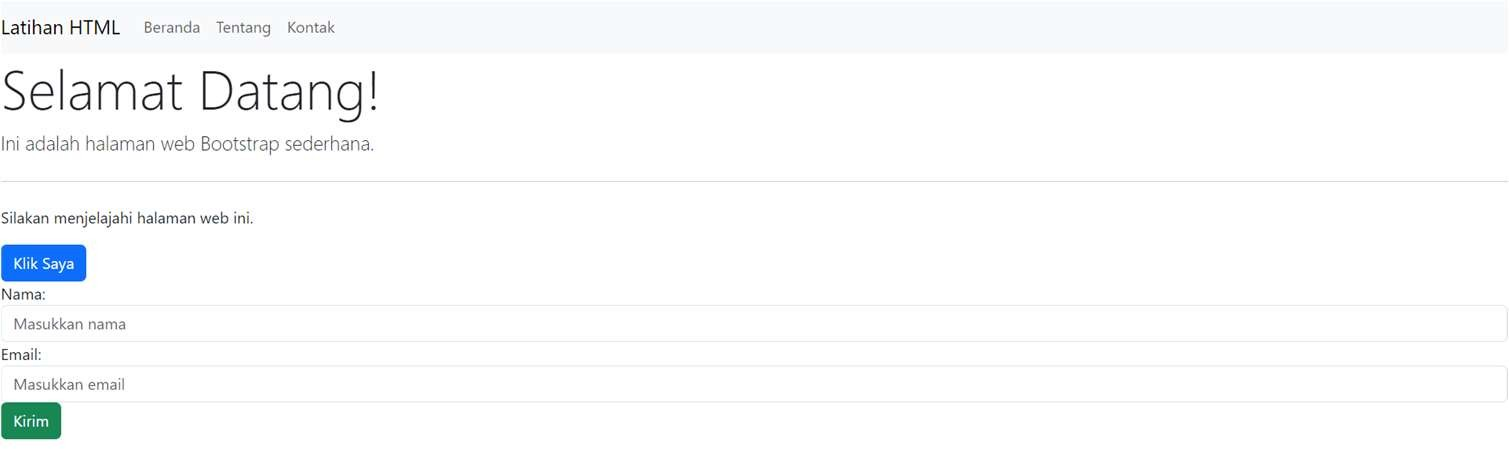 Latihan HTML Beranda Tentang Kontak
Selamat Datang!
Ini adalah halaman web Bootstrap sederhana.
Silakan menjelajahi halaman web ini.
Klik Saya
Nama:
Masukkan nama
Email:
Masukkan email
Kirim